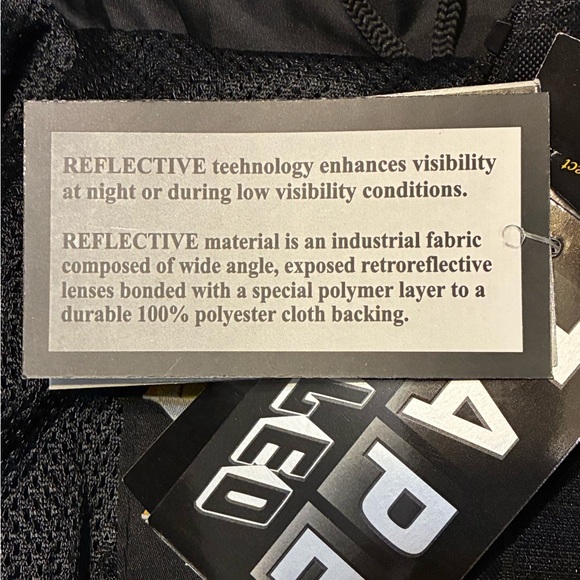 REFLECTIVE teehnology enhances visibility
at night or during low visibility conditions.
REFLECTIVE material is an industrial fabric
composed of wide angle, exposed retroreflective
lenses bonded with a special polymer layer to a
durable 100% polyester cloth backing.